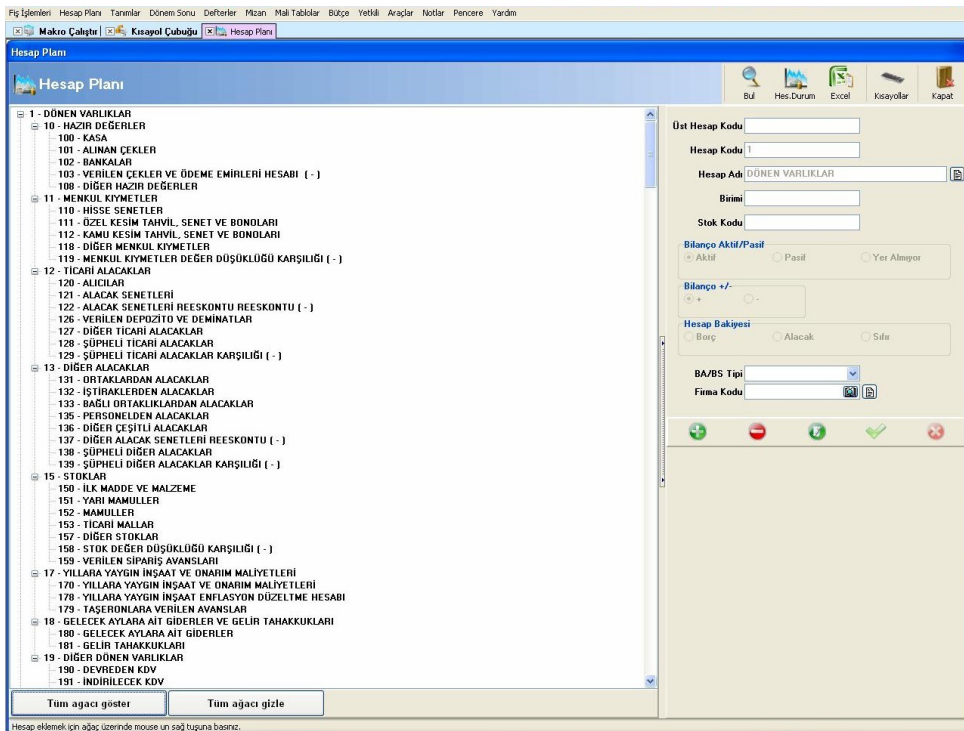 Fiş İşlemleri Hesap Planı Tanımlar Dönem Sonu Defterler Mizan Mali Tablolar Bütçe Yetkili Araçlar Notlar Pencere Yardım
Makro Çalıştır Kısayol Çubuğu Hesap Planı
Hesap Planı
Hesap Planı
Bul Hes.Durum Excel Kısayollar Kapat
1 - DÖNEN VARLIKLAR
10 - HAZIR DEĞERLER
100 - KASA
101 - ALINAN ÇEKLER
102 - BANKALAR
103 - VERİLEN ÇEKLER VE ÖDEME EMİRLERİ HESABI ( - )
108 - DİĞER HAZIR DEĞERLER
11 - MENKUL KIYMETLER
110 - HİSSE SENETLER
111 - ÖZEL KESİM TAHVİL, SENET VE BONOLARI
112 - KAMU KESİM TAHVİL, SENET VE BONOLARI
118 - DİĞER MENKUL KIYMETLER
119 - MENKUL KIYMETLER DEĞER DÜŞÜKLÜĞÜ KARŞILIĞI ( - )
12 - TİCARİ ALACAKLAR
120 - ALICILAR
121 - ALACAK SENETLERİ
122 - ALACAK SENETLERİ REESKONTU REESKONTU ( - )
126 - VERİLEN DEPOZİTO VE DEMİNATLAR
127 - DİĞER TİCARİ ALACAKLAR
128 - ŞÜPHELİ TİCARİ ALACAKLAR
129 - ŞÜPHELİ TİCARİ ALACAKLAR KARŞILIĞI ( - )
13 - DİĞER ALACAKLAR
131 - ORTAKLARDAN ALACAKLAR
132 - İŞTİRAKLERDEN ALACAKLAR
133 - BAĞLI ORTAKLIKLARDAN ALACAKLAR
135 - PERSONELDEN ALACAKLAR
136 - DİĞER ÇEŞİTLİ ALACAKLAR
137 - DİĞER ALACAK SENETLERİ REESKONTU ( - )
138 - ŞÜPHELİ DİĞER ALACAKLAR
139 - ŞÜPHELİ DİĞER ALACAKLAR KARŞILIĞI ( - )
15 - STOKLAR
150 - İLK MADDE VE MALZEME
151 - YARI MAMULLER
152 - MAMULLER
153 - TİCARİ MALLAR
157 - DİĞER STOKLAR
158 - STOK DEĞER DÜŞÜKLÜĞÜ KARŞILIĞI ( - )
159 - VERİLEN SİPARİŞ AVANSLARI
17 - YILLARA YAYGIN İNŞAAT VE ONARIM MALİYETLERİ
170 - YILLARA YAYGIN İNŞAAT VE ONARIM MALİYETLERİ
178 - YILLARA YAYGIN İNŞAAT ENFLASYON DÜZELTME HESABI
179 - TAŞERONLARA VERİLEN AVANSLAR
18 - GELECEK AYLARA AİT GİDERLER VE GELİR TAHAKKUKLARI
180 - GELECEK AYLARA AİT GİDERLER
181 - GELİR TAHAKKUKLARI
19 - DİĞER DÖNEN VARLIKLAR
190 - DEVREDEN KDV
191 - İNDİRİLECEK KDV
Tüm agacı göster Tüm ağacı gizle
Hesap eklemek için ağaç üzerinde mouse un sağ tuşuna basınız.
Üst Hesap Kodu
Hesap Kodu 1
Hesap Adı DÖNEN VARLIKLAR
Birimi
Stok Kodu
Bilanço Aktif/Pasif
Aktif Pasif Yer Almıyor
Bilanço +/-
+ -
Hesap Bakiyesi
Borç Alacak Sıfır
BA/BS Tipi
Firma Kodu